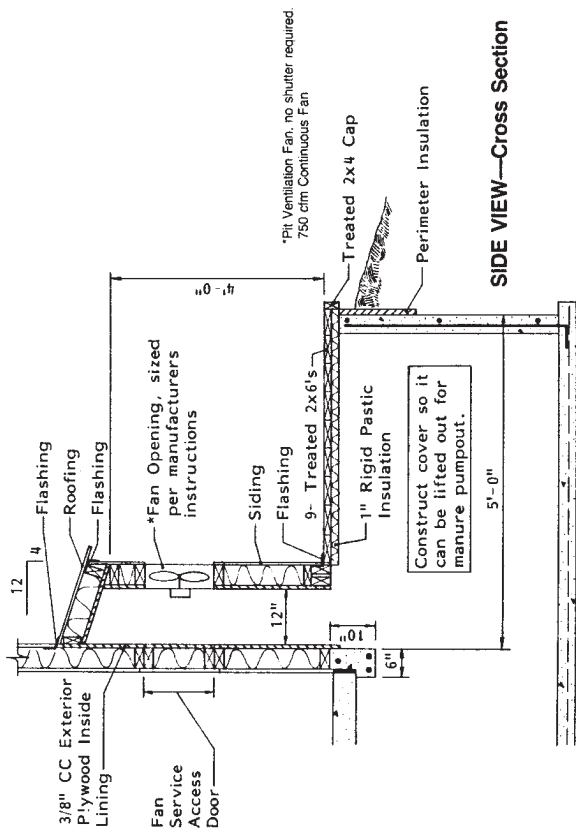 12
4
Flashing
Roofing
Flashing
3/8" CC Exterior
Plywood Inside
Lining
*Fan Opening, sized
per manufacturers
instructions
4'-0"
*Pit Ventilation Fan, no shutter required.
750 cfm Continuous Fan
Fan
Service
Access
Door
12"
Siding
Flashing
9- Treated 2x6's
Treated 2x4 Cap
1" Rigid Pastic
Insulation
Perimeter Insulation
10"
6"
Construct cover so it
can be lifted out for
manure pumpout.
5'-0"
SIDE VIEW—Cross Section